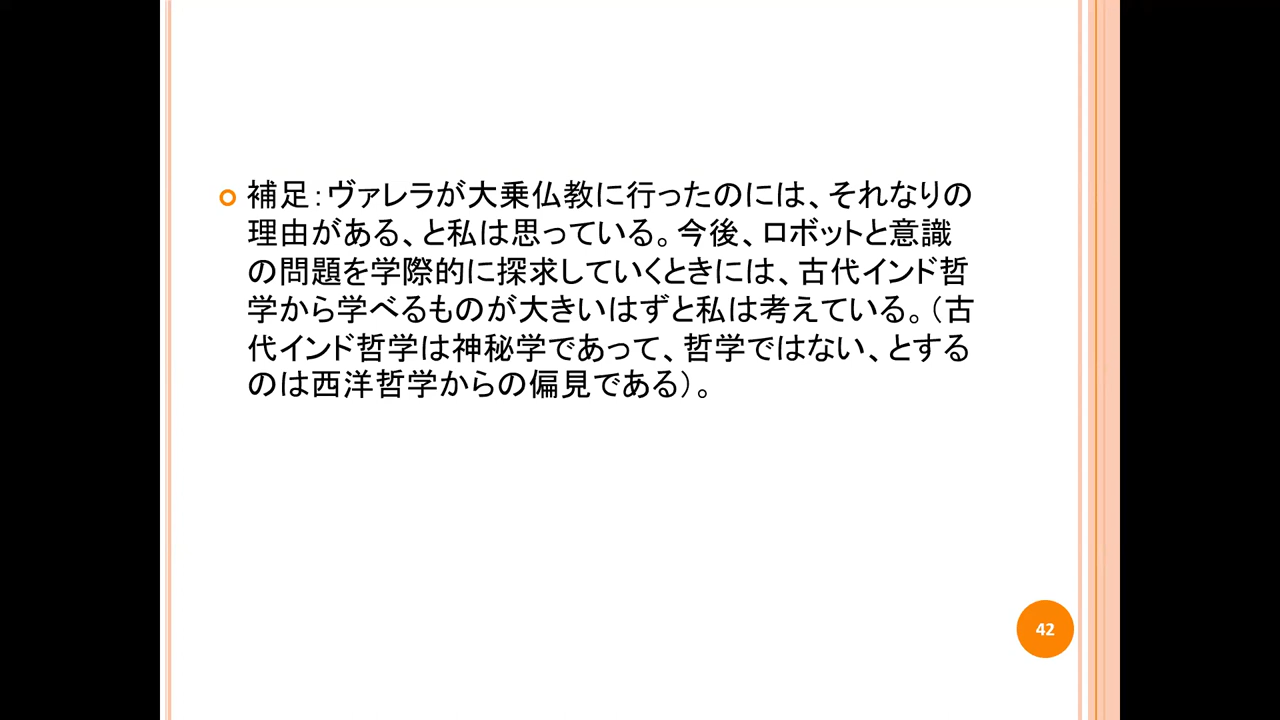 補足:ヴァレラが大乗仏教に行ったのには、それなりの
理由がある、と私は思っている。今後、ロボットと意識
の問題を学際的に探求していくときには、古代インド哲
学から学べるものが大きいはずと私は考えている。(古
代インド哲学は神秘学であって、哲学ではない、とする
のは西洋哲学からの偏見である)。
42